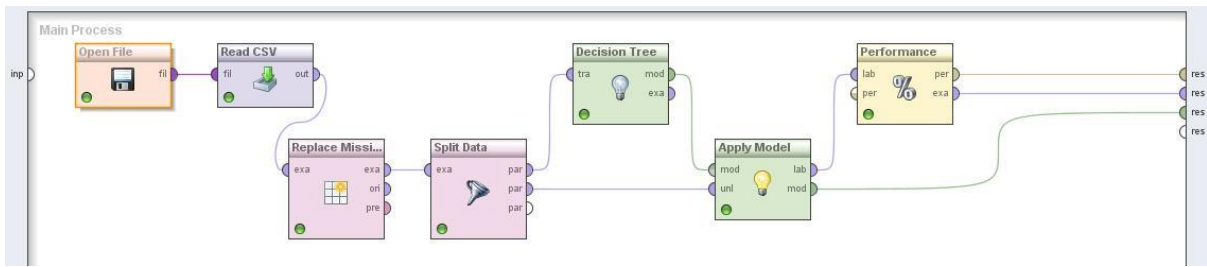 Main Process
Open File
fil
Read CSV
fil out
Decision Tree
tra mod
exa
Performance
lab per
per exa
%
inp
res
res
res
res
Replace Missi...
exa exa
ori
pre
Split Data
exa par
par
par
Apply Model
mod lab
unl mod